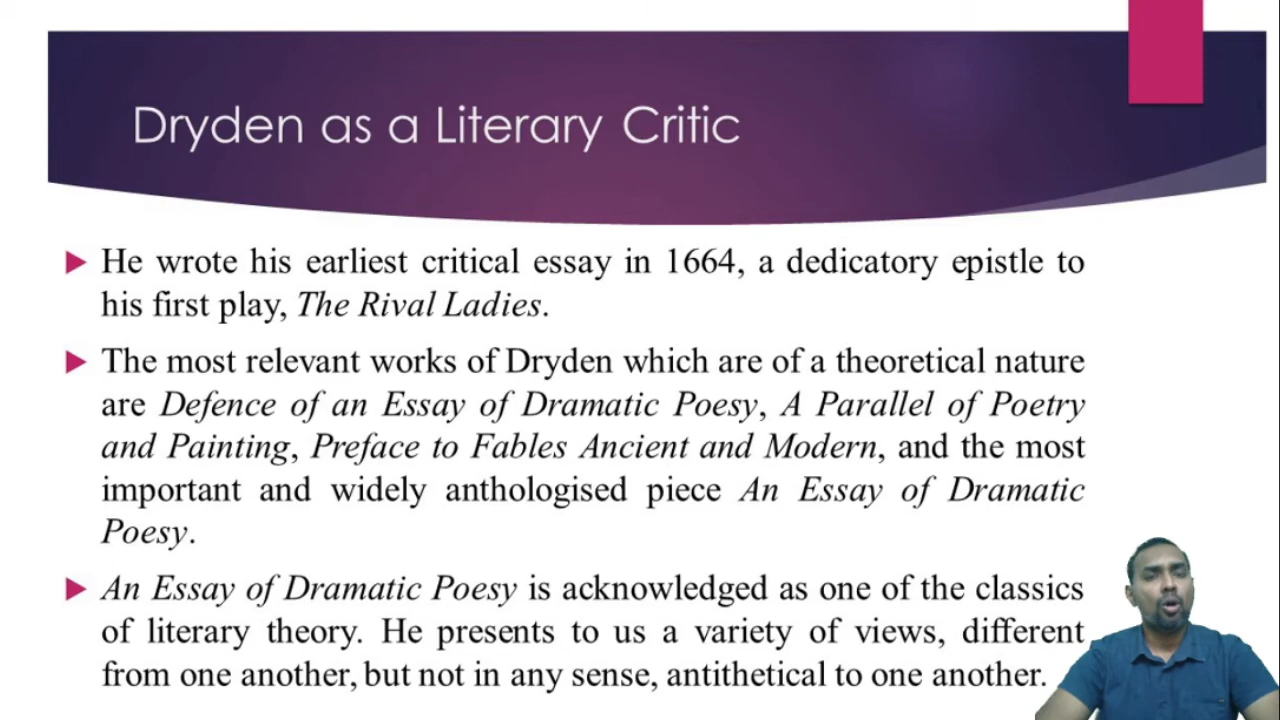 Dryden as a Literary Critic
He wrote his earliest critical essay in 1664, a dedicatory epistle to
his first play, The Rival Ladies.
The most relevant works of Dryden which are of a theoretical nature
are Defence of an Essay of Dramatic Poesy, A Parallel of Poetry
and Painting, Preface to Fables Ancient and Modern, and the most
important and widely anthologised piece An Essay of Dramatic
Poesy.
An Essay of Dramatic Poesy is acknowledged as one of the classics
of literary theory. He presents to us a variety of views, different
from one another, but not in any sense, antithetical to one another.